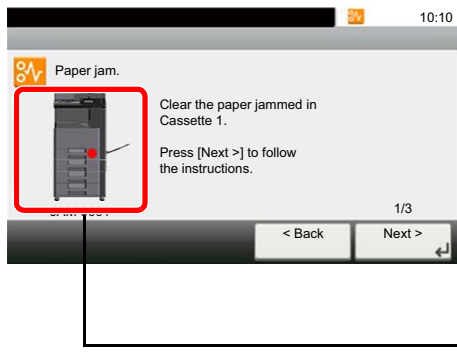 10:10
Paper jam.
Clear the paper jammed in
Cassette 1.
Press [Next >] to follow
the instructions.
1/3
< Back
Next >